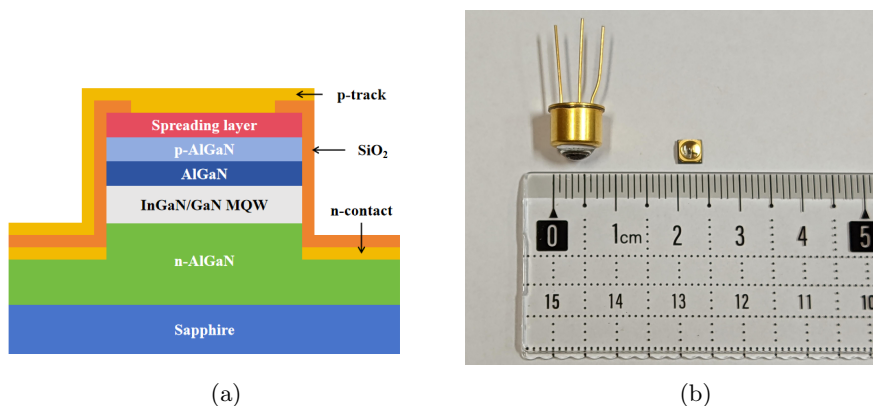 p-track
Spreading layer
p-AlGaN
SiO₂
AlGaN
InGaN/GaN MQW
n-contact
n-AlGaN
Sapphire
(a)
0 1cm 2 3 4 5
15 14 13 12 11 10
(b)